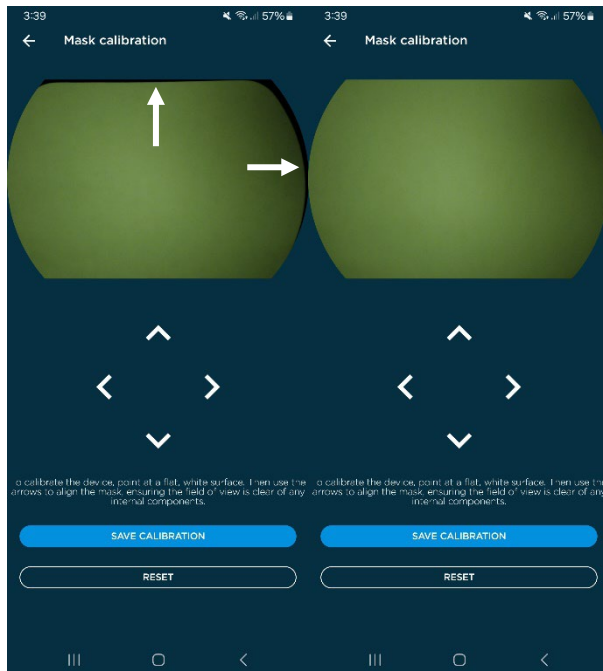 3:39 57%
Mask calibration
o calibrate the device, point at a flat, white surface. Then use the
arrows to align the mask, ensuring the field of view is clear of any
internal components.
SAVE CALIBRATION
RESET
3:39 57%
Mask calibration
o calibrate the device, point at a flat, white surface. Then use the
arrows to align the mask, ensuring the field of view is clear of any
internal components.
SAVE CALIBRATION
RESET